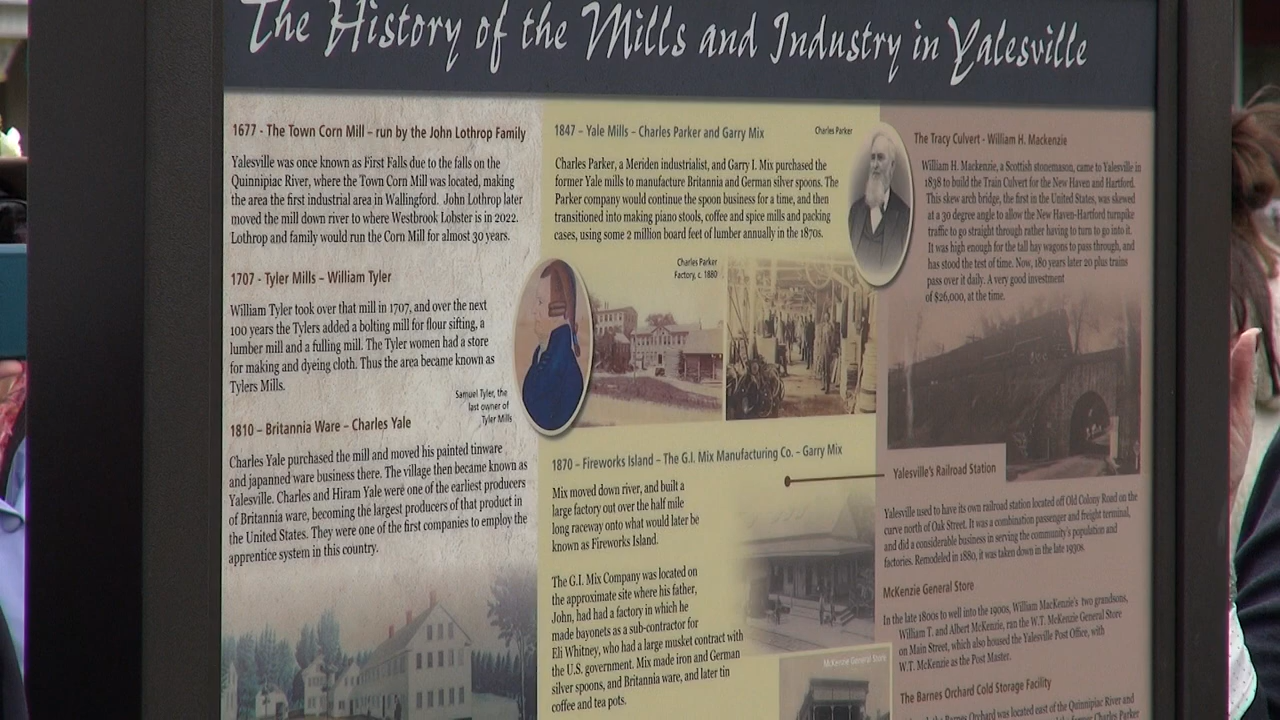 The History of the Mills and Industry in Yalesville
1677 - The Town Corn Mill – run by the John Lothrop Family
Yalesville was once known as First Falls due to the falls on the
Quinnipiac River, where the Town Corn Mill was located, making
the area the first industrial area in Wallingford. John Lothrop later
moved the mill down river to where Westbrook Lobster is in 2022.
Lothrop and family would run the Corn Mill for almost 30 years.
1707 - Tyler Mills – William Tyler
William Tyler took over that mill in 1707, and over the next
100 years the Tylers added a bolting mill for flour sifting, a
lumber mill and a fulling mill. The Tyler women had a store
for making and dyeing cloth. Thus the area became known as
Tylers Mills.
Samuel Tyler, the
last owner of
Tyler Mills
1810 – Britannia Ware – Charles Yale
Charles Yale purchased the mill and moved his painted tinware
and japanned ware business there. The village then became known as
Yalesville. Charles and Hiram Yale were one of the earliest producers
of Britannia ware, becoming the largest producers of that product in
the United States. They were one of the first companies to employ the
apprentice system in this country.
1847 – Yale Mills – Charles Parker and Garry Mix
Charles Parker
Charles Parker, a Meriden industrialist, and Garry I. Mix purchased the
former Yale mills to manufacture Britannia and German silver spoons. The
Parker company would continue the spoon business for a time, and then
transitioned into making piano stools, coffee and spice mills and packing
cases, using some 2 million board feet of lumber annually in the 1870s.
Charles Parker
Factory, c. 1880
1870 – Fireworks Island – The G.I. Mix Manufacturing Co. – Garry Mix
Mix moved down river, and built a
large factory out over the half mile
long raceway onto what would later be
known as Fireworks Island.
The G.I. Mix Company was located on
the approximate site where his father,
John, had had a factory in which he
made bayonets as a sub-contractor for
Eli Whitney, who had a large musket contract with
the U.S. government. Mix made iron and German
silver spoons, and Britannia ware, and later tin
coffee and tea pots.
McKenzie General Store
The Tracy Culvert - William H. Mackenzie
William H. Mackenzie, a Scottish stonemason, came to Yalesville in
1838 to build the Train Culvert for the New Haven and Hartford.
This skew arch bridge, the first in the United States, was skewed
at a 30 degree angle to allow the New Haven-Hartford turnpike
traffic to go straight through rather having to turn to go into it.
It was high enough for the tall hay wagons to pass through, and
has stood the test of time. Now, 180 years later 20 plus trains
pass over it daily. A very good investment
of $26,000, at the time.
Yalesville's Railroad Station
Yalesville used to have its own railroad station located off Old Colony Road on the
curve north of Oak Street. It was a combination passenger and freight terminal,
and did a considerable business in serving the community's population and
factories. Remodeled in 1880, it was taken down in the late 1930s.
McKenzie General Store
In the late 1800s to well into the 1900s, William MacKenzie's two grandsons,
William T. and Albert McKenzie, ran the W.T. McKenzie General Store
on Main Street, which also housed the Yalesville Post Office, with
W.T. McKenzie as the Post Master.
The Barnes Orchard Cold Storage Facility
the Barnes Orchard was located east of the Quinnipiac River and
the former Charles Parker